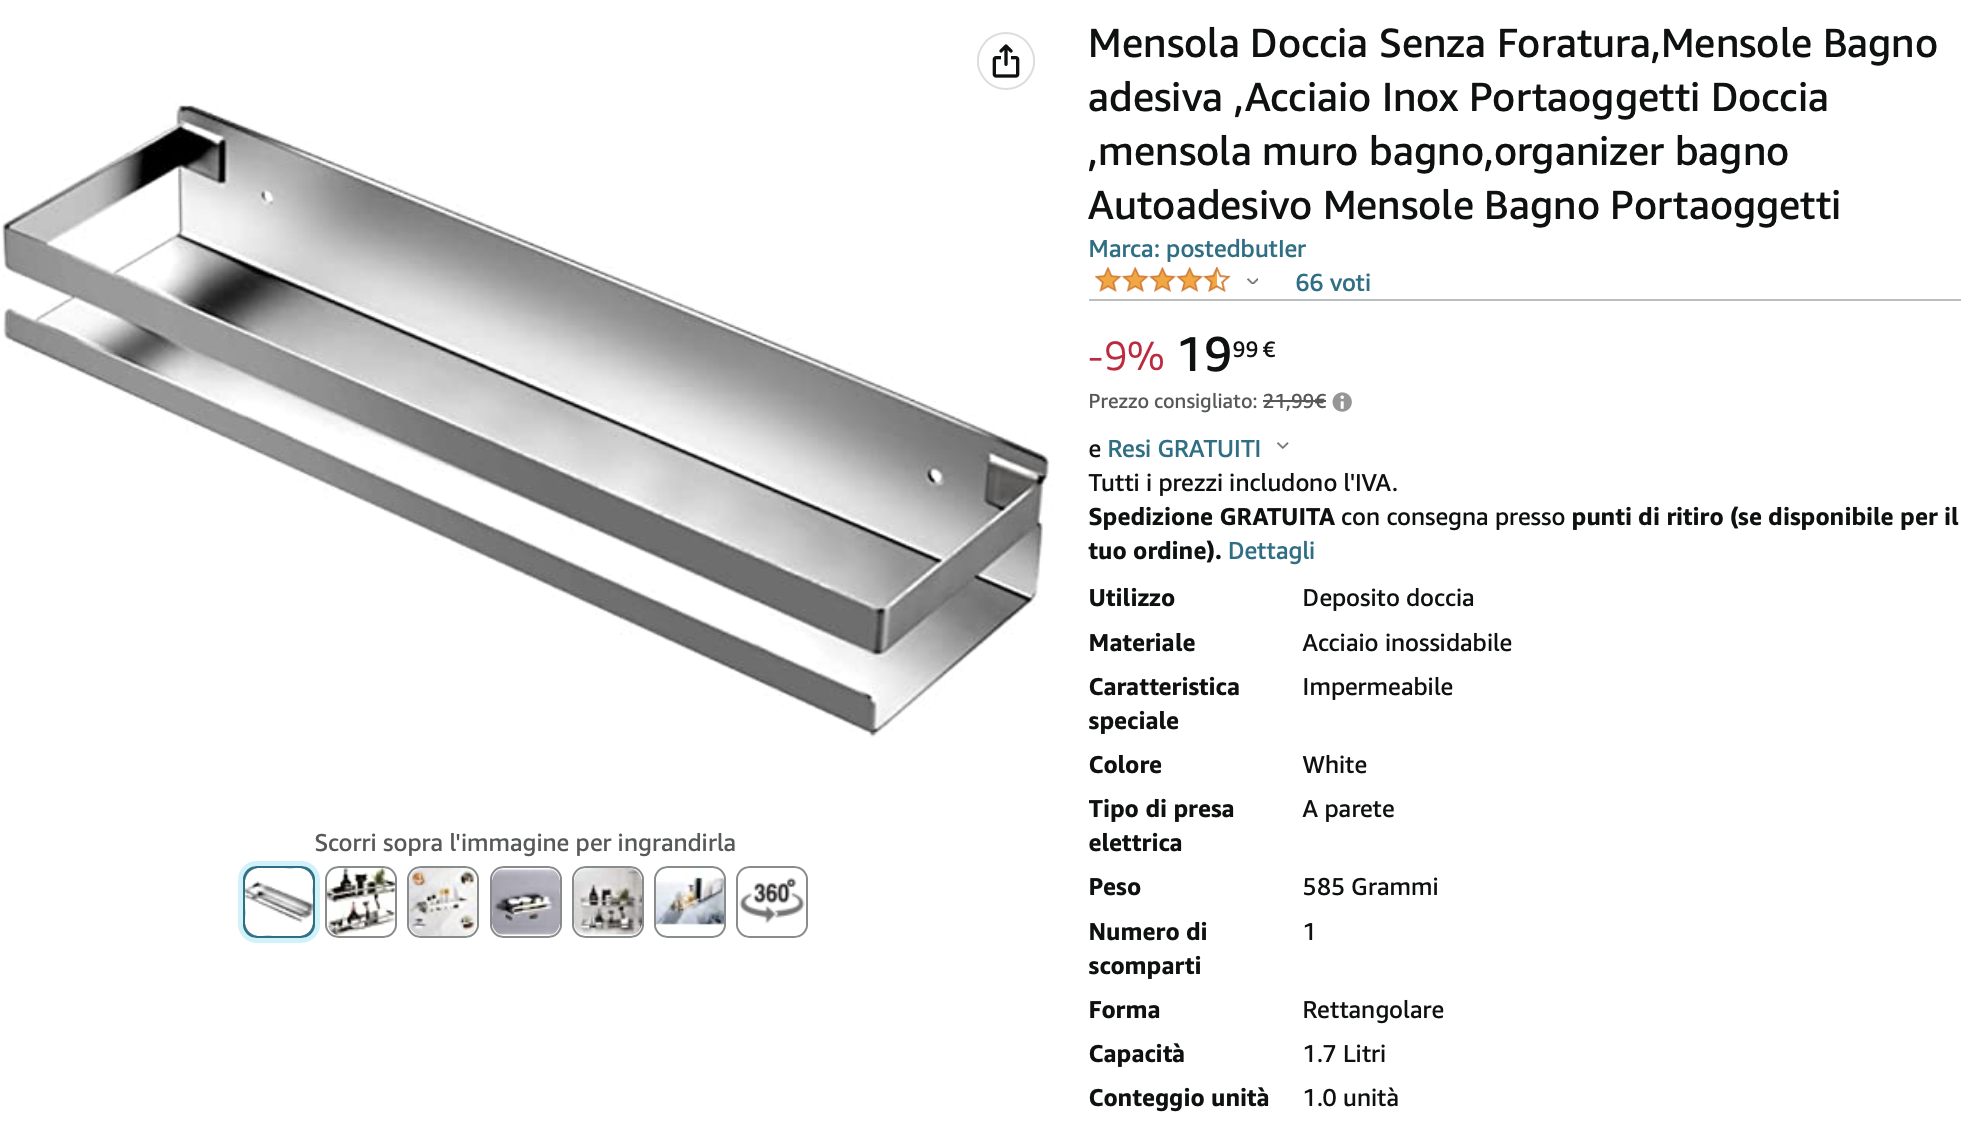 Mensola Doccia Senza Foratura,Mensole Bagno
adesiva ,Acciaio Inox Portaoggetti Doccia
,mensola muro bagno,organizer bagno
Autoadesivo Mensole Bagno Portaoggetti
Marca: postedbutler
66 voti
-9% 19 99 €
Prezzo consigliato: 21,99€
e Resi GRATUITI
Tutti i prezzi includono l'IVA.
Spedizione GRATUITA con consegna presso punti di ritiro (se disponibile per il
tuo ordine). Dettagli
Utilizzo Deposito doccia
Materiale Acciaio inossidabile
Caratteristica Impermeabile
speciale
Colore White
Tipo di presa A parete
elettrica
Peso 585 Grammi
Numero di 1
scomparti
Forma Rettangolare
Capacità 1.7 Litri
Conteggio unità 1.0 unità
Scorri sopra l'immagine per ingrandirla
360°